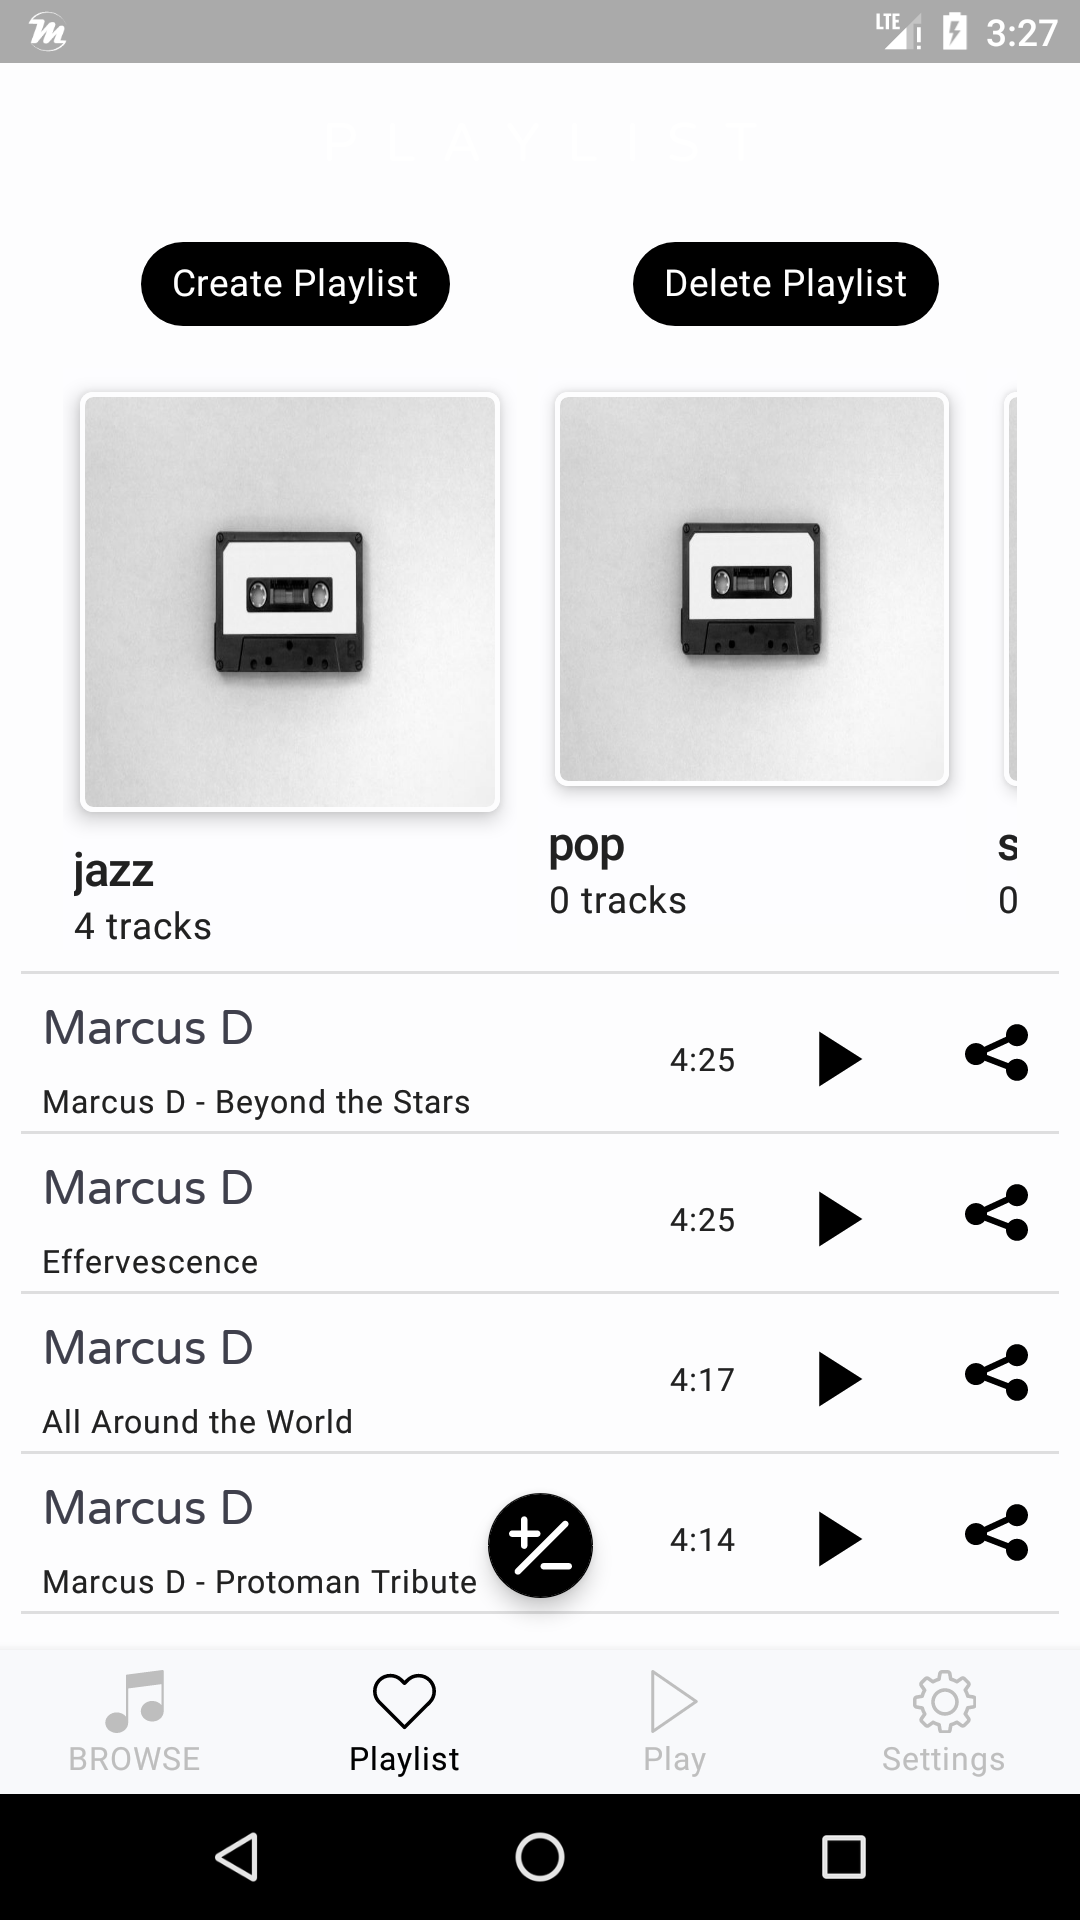 LTE 3:27
PLAYLIST
Create Playlist
Delete Playlist
jazz
4 tracks
pop
0 tracks
s
0
Marcus D
Marcus D - Beyond the Stars
4:25
Marcus D
Effervescence
4:25
Marcus D
All Around the World
4:17
Marcus D
Marcus D - Protoman Tribute
4:14
BROWSE
Playlist
Play
Settings